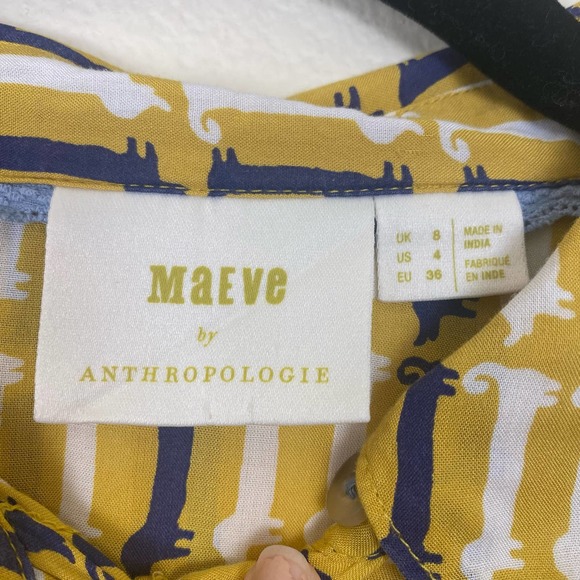 MaEve
by
ANTHROPOLOGIE
UK 8
US 4
EU 36
MADE IN
INDIA
FABRIQUÉ
EN INDE